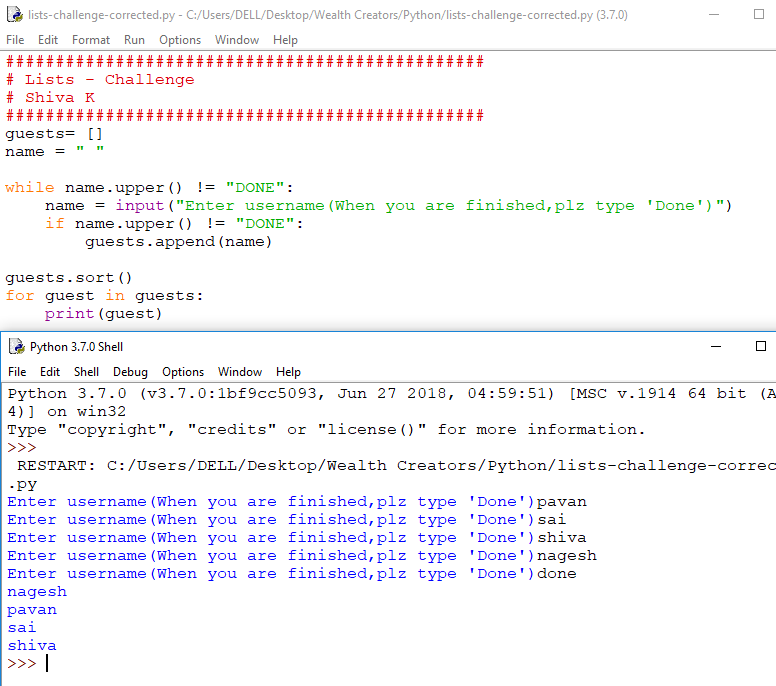 lists-challenge-corrected.py - C:/Users/DELL/Desktop/Wealth Creators/Python/lists-challenge-corrected.py (3.7.0)
File Edit Format Run Options Window Help
################################################
# Lists - Challenge
# Shiva K
################################################
guests= []
name = " "
while name.upper() != "DONE":
    name = input("Enter username(When you are finished,plz type 'Done')")
    if name.upper() != "DONE":
        guests.append(name)
guests.sort()
for guest in guests:
    print(guest)
Python 3.7.0 Shell
File Edit Shell Debug Options Window Help
Python 3.7.0 (v3.7.0:1bf9cc5093, Jun 27 2018, 04:59:51) [MSC v.1914 64 bit (A
4)] on win32
Type "copyright", "credits" or "license()" for more information.
>>>
 RESTART: C:/Users/DELL/Desktop/Wealth Creators/Python/lists-challenge-correc
.py
Enter username(When you are finished,plz type 'Done')pavan
Enter username(When you are finished,plz type 'Done')sai
Enter username(When you are finished,plz type 'Done')shiva
Enter username(When you are finished,plz type 'Done')nagesh
Enter username(When you are finished,plz type 'Done')done
nagesh
pavan
sai
shiva
>>>